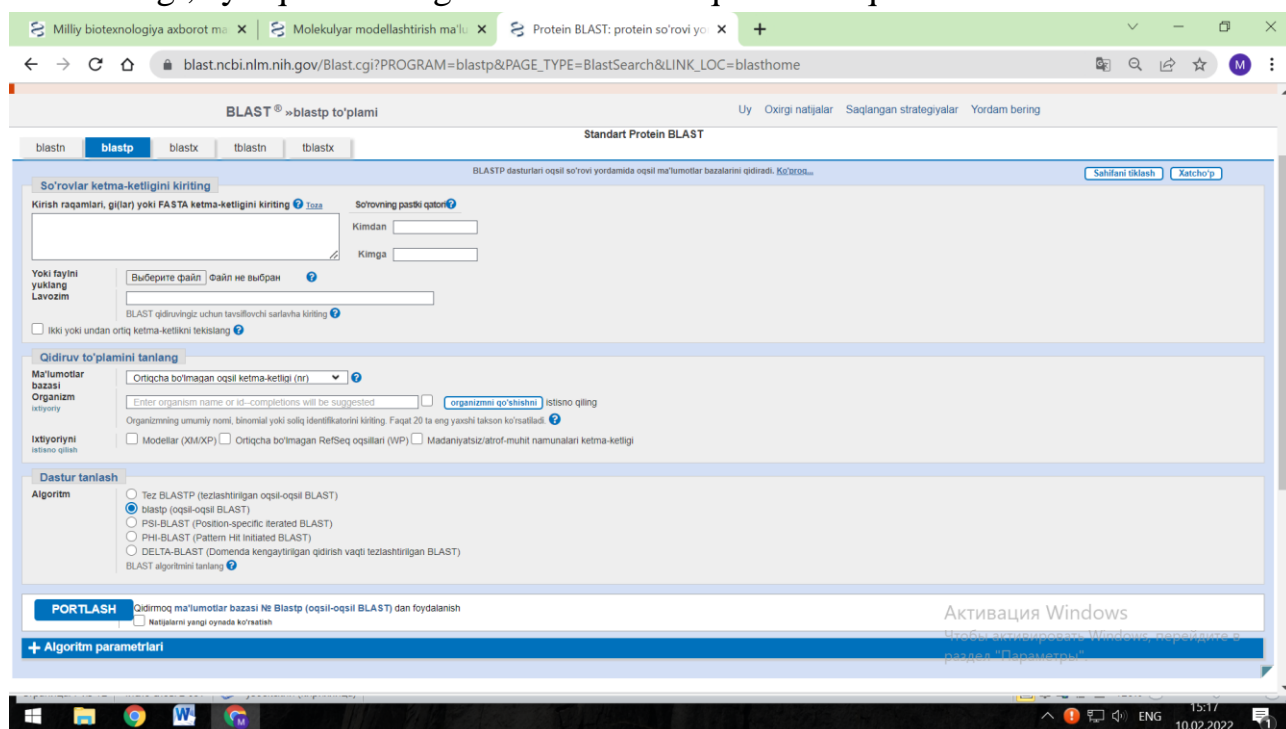 Milliy biotexnologiya axborot ma
Molekulyar modellashtirish ma'lu
Protein BLAST: protein so'rovi yo
blast.ncbi.nlm.nih.gov/Blast.cgi?PROGRAM=blastp&PAGE_TYPE=BlastSearch&LINK_LOC=blasthome
M
BLAST ® »blastp to'plami
Uy Oxirgi natijalar Saqlangan strategiyalar Yordam bering
Standart Protein BLAST
blastn blastp blastx tblastn tblastx
BLASTP dasturlari oqsil so'rovi yordamida oqsil ma'lumotlar bazalarini qidiradi. Ko'proq...
Sahifani tiklash Xatcho'p
So'rovlar ketma-ketligini kiriting
Kirish raqamlari, gi(lar) yoki FASTA ketma-ketligini kiriting Toza
So'rovning pastki qatori
Kimdan
Kimga
Yoki faylni yuklang
Выберите файл Файл не выбран
Lavozim
BLAST qidiruvingiz uchun tavsiflovchi sarlavha kiriting
Ikki yoki undan ortiq ketma-ketlikni tekislang
Qidiruv to'plamini tanlang
Ma'lumotlar bazasi
Ortiqcha bo'lmagan oqsil ketma-ketligi (nr)
Organizm
ixtiyoriy
Enter organism name or id--completions will be suggested
organizmni qo'shishni istisno qiling
Organizmning umumiy nomi, binomial yoki soliq identifikatorini kiriting. Faqat 20 ta eng yaxshi takson ko'rsatiladi.
Ixtiyoriyni
istisno qilish
Modellar (XM/XP) Ortiqcha bo'lmagan RefSeq oqsillari (WP) Madaniyatsiz/atrof-muhit namunalari ketma-ketligi
Dastur tanlash
Algoritm
Tez BLASTP (tezlashtirilgan oqsil-oqsil BLAST)
blastp (oqsil-oqsil BLAST)
PSI-BLAST (Position-specific iterated BLAST)
PHI-BLAST (Pattern Hit Initiated BLAST)
DELTA-BLAST (Domenda kengaytirilgan qidirish vaqti tezlashtirilgan BLAST)
BLAST algoritmini tanlang
PORTLASH
Qidirmoq ma'lumotlar bazasi № Blastp (oqsil-oqsil BLAST) dan foydalanish
Natijalarni yangi oynada ko'rsatish
Активация Windows
Чтобы активировать Windows, перейдите в
раздел "Параметры".
+ Algoritm parametrlari
ENG
15:17
10.02.2022
1